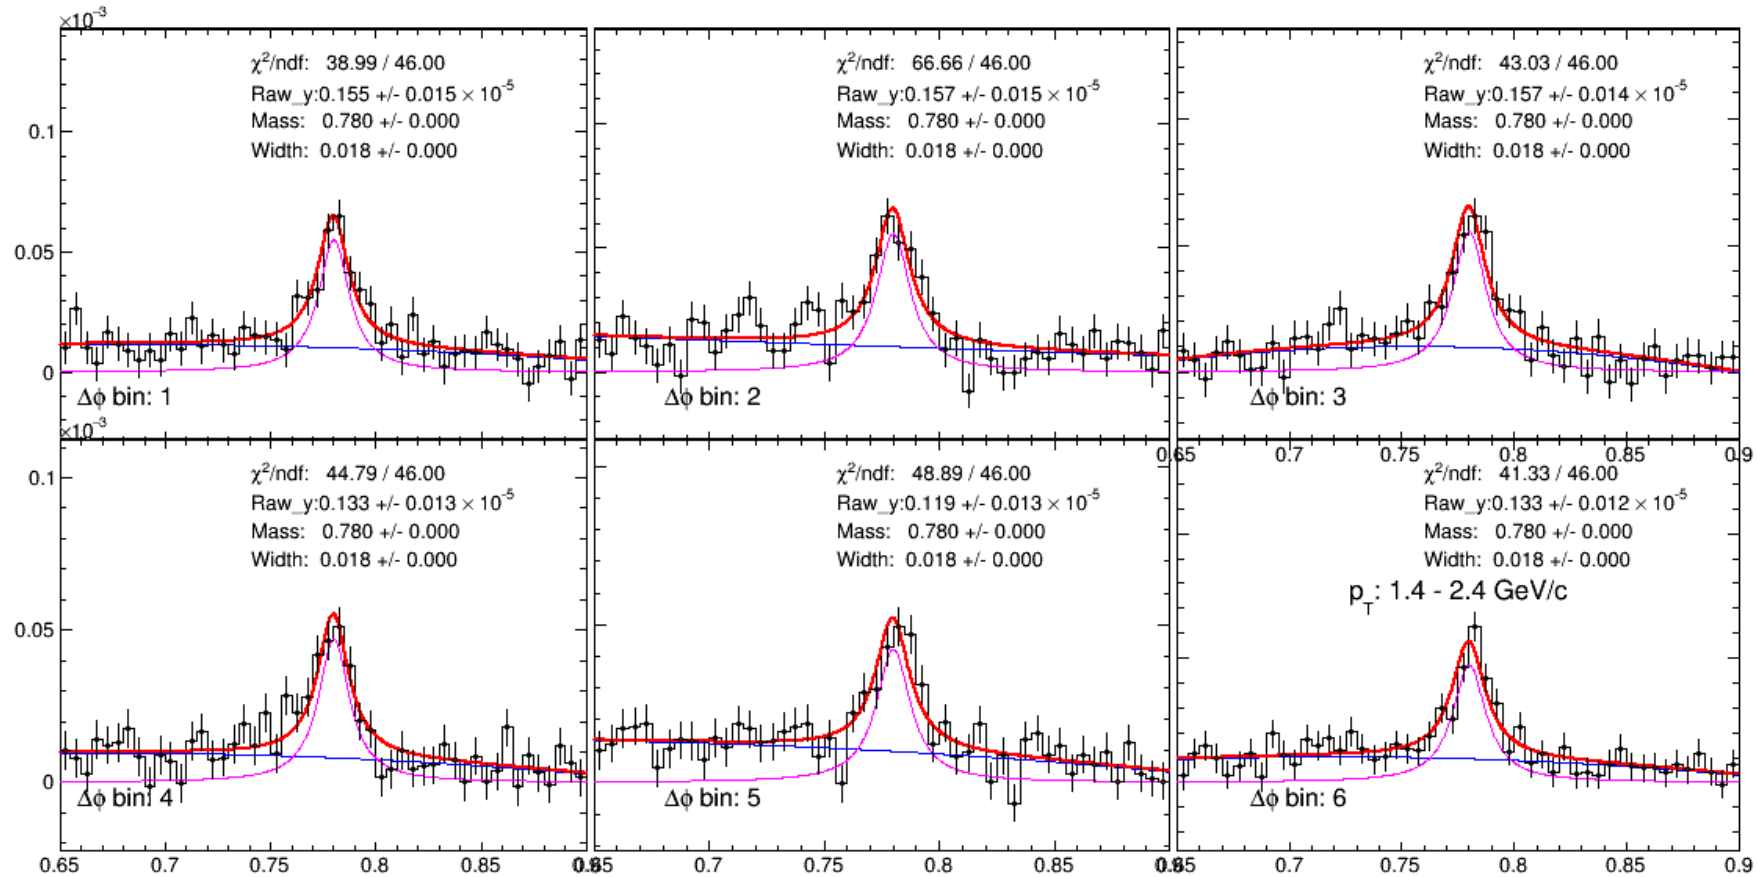 ×10⁻³
χ²/ndf: 38.99 / 46.00
Raw_y:0.155 +/- 0.015 × 10⁻⁵
Mass: 0.780 +/- 0.000
Width: 0.018 +/- 0.000
0.1
0.05
0
Δϕ bin: 1
χ²/ndf: 66.66 / 46.00
Raw_y:0.157 +/- 0.015 × 10⁻⁵
Mass: 0.780 +/- 0.000
Width: 0.018 +/- 0.000
Δϕ bin: 2
χ²/ndf: 43.03 / 46.00
Raw_y:0.157 +/- 0.014 × 10⁻⁵
Mass: 0.780 +/- 0.000
Width: 0.018 +/- 0.000
Δϕ bin: 3
0.7 0.75 0.8 0.85 0.9
×10⁻³
χ²/ndf: 44.79 / 46.00
Raw_y:0.133 +/- 0.013 × 10⁻⁵
Mass: 0.780 +/- 0.000
Width: 0.018 +/- 0.000
0.1
0.05
0
Δϕ bin: 4
0.65 0.7 0.75 0.8 0.85
χ²/ndf: 48.89 / 46.00
Raw_y:0.119 +/- 0.013 × 10⁻⁵
Mass: 0.780 +/- 0.000
Width: 0.018 +/- 0.000
Δϕ bin: 5
0.7 0.75 0.8 0.85
χ²/ndf: 41.33 / 46.00
Raw_y:0.133 +/- 0.012 × 10⁻⁵
Mass: 0.780 +/- 0.000
Width: 0.018 +/- 0.000
p_T: 1.4 - 2.4 GeV/c
Δϕ bin: 6
0.7 0.75 0.8 0.85 0.9